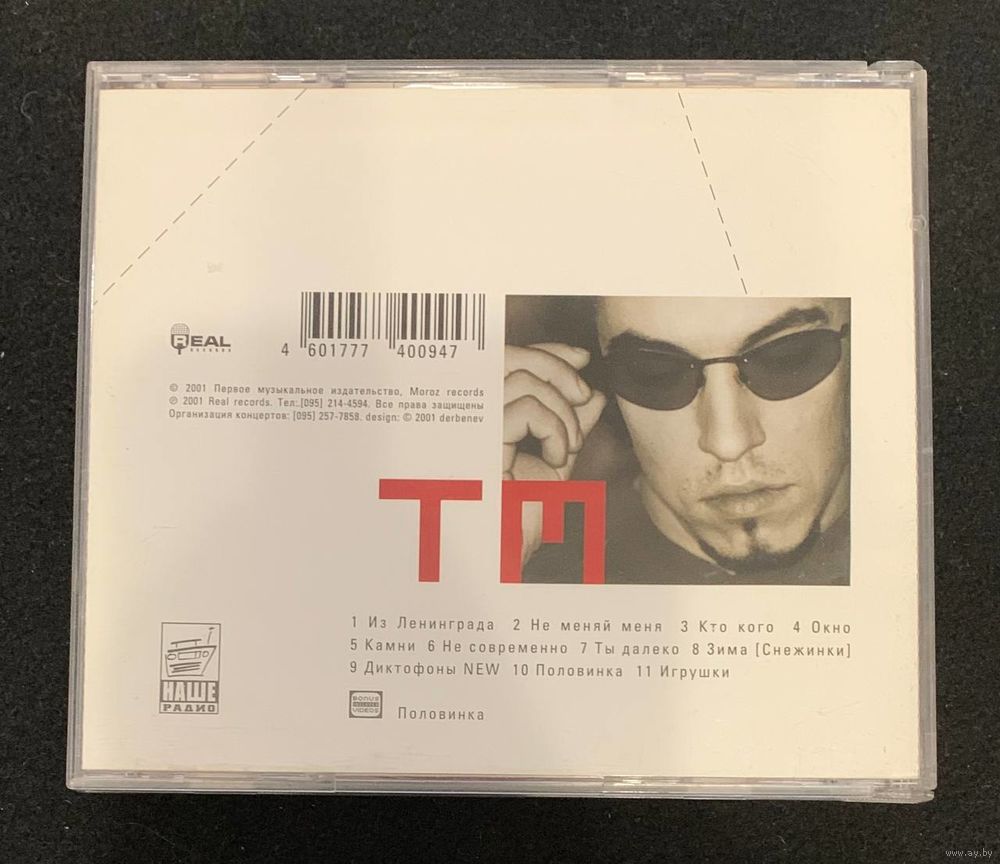 REAL
RECORDS
4 601777 400947
© 2001 Первое музыкальное издательство, Moroz records
℗ 2001 Real records. Тел:.[095] 214-4594. Все права защищены
Организация концертов: [095] 257-7858. design: © 2001 derbenev
ТМ
1 Из Ленинграда 2 Не меняй меня 3 Кто кого 4 Окно
5 Камни 6 Не современно 7 Ты далеко 8 Зима [Снежинки]
9 Диктофоны NEW 10 Половинка 11 Игрушки
НАШЕ
РАДИО
BONUS
VIDEOS
Половинка
www.ay.by